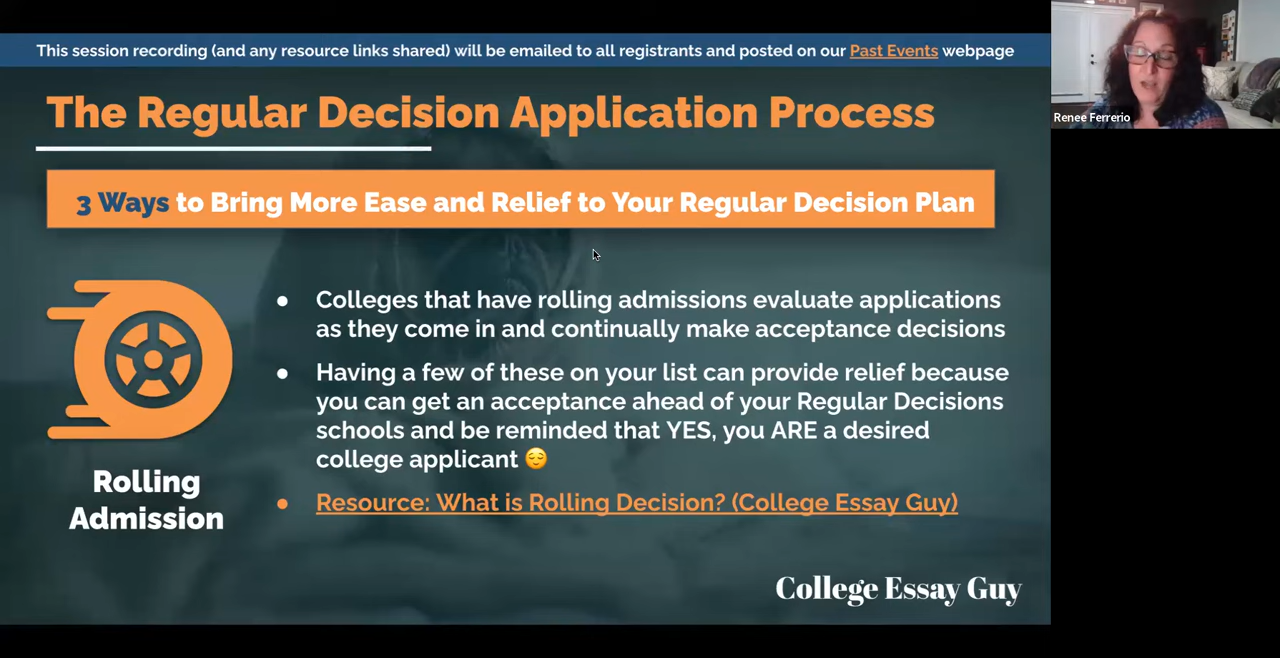 This session recording (and any resource links shared) will be emailed to all registrants and posted on our Past Events webpage
The Regular Decision Application Process
3 Ways to Bring More Ease and Relief to Your Regular Decision Plan
● Colleges that have rolling admissions evaluate applications
as they come in and continually make acceptance decisions
● Having a few of these on your list can provide relief because
you can get an acceptance ahead of your Regular Decisions
schools and be reminded that YES, you ARE a desired
college applicant 😌
● Resource: What is Rolling Decision? (College Essay Guy)
Rolling
Admission
College Essay Guy
Renee Ferrerio